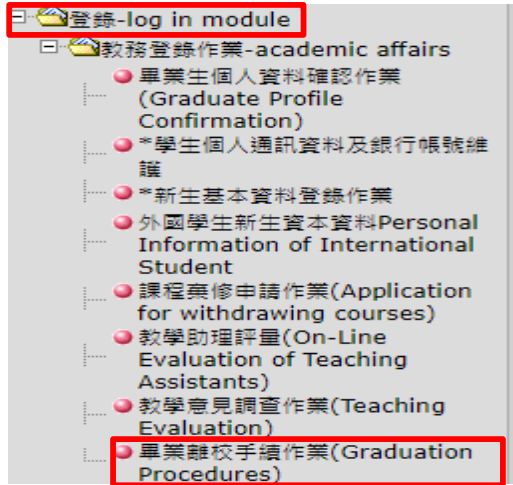 登錄-log in module
教務登錄作業-academic affairs
畢業生個人資料確認作業
(Graduate Profile
Confirmation)
*學生個人通訊資料及銀行帳號維
護
*新生基本資料登錄作業
外國學生新生資本資料Personal
Information of International
Student
課程棄修申請作業(Application
for withdrawing courses)
教學助理評量(On-Line
Evaluation of Teaching
Assistants)
教學意見調查作業(Teaching
Evaluation)
畢業離校手續作業(Graduation
Procedures)